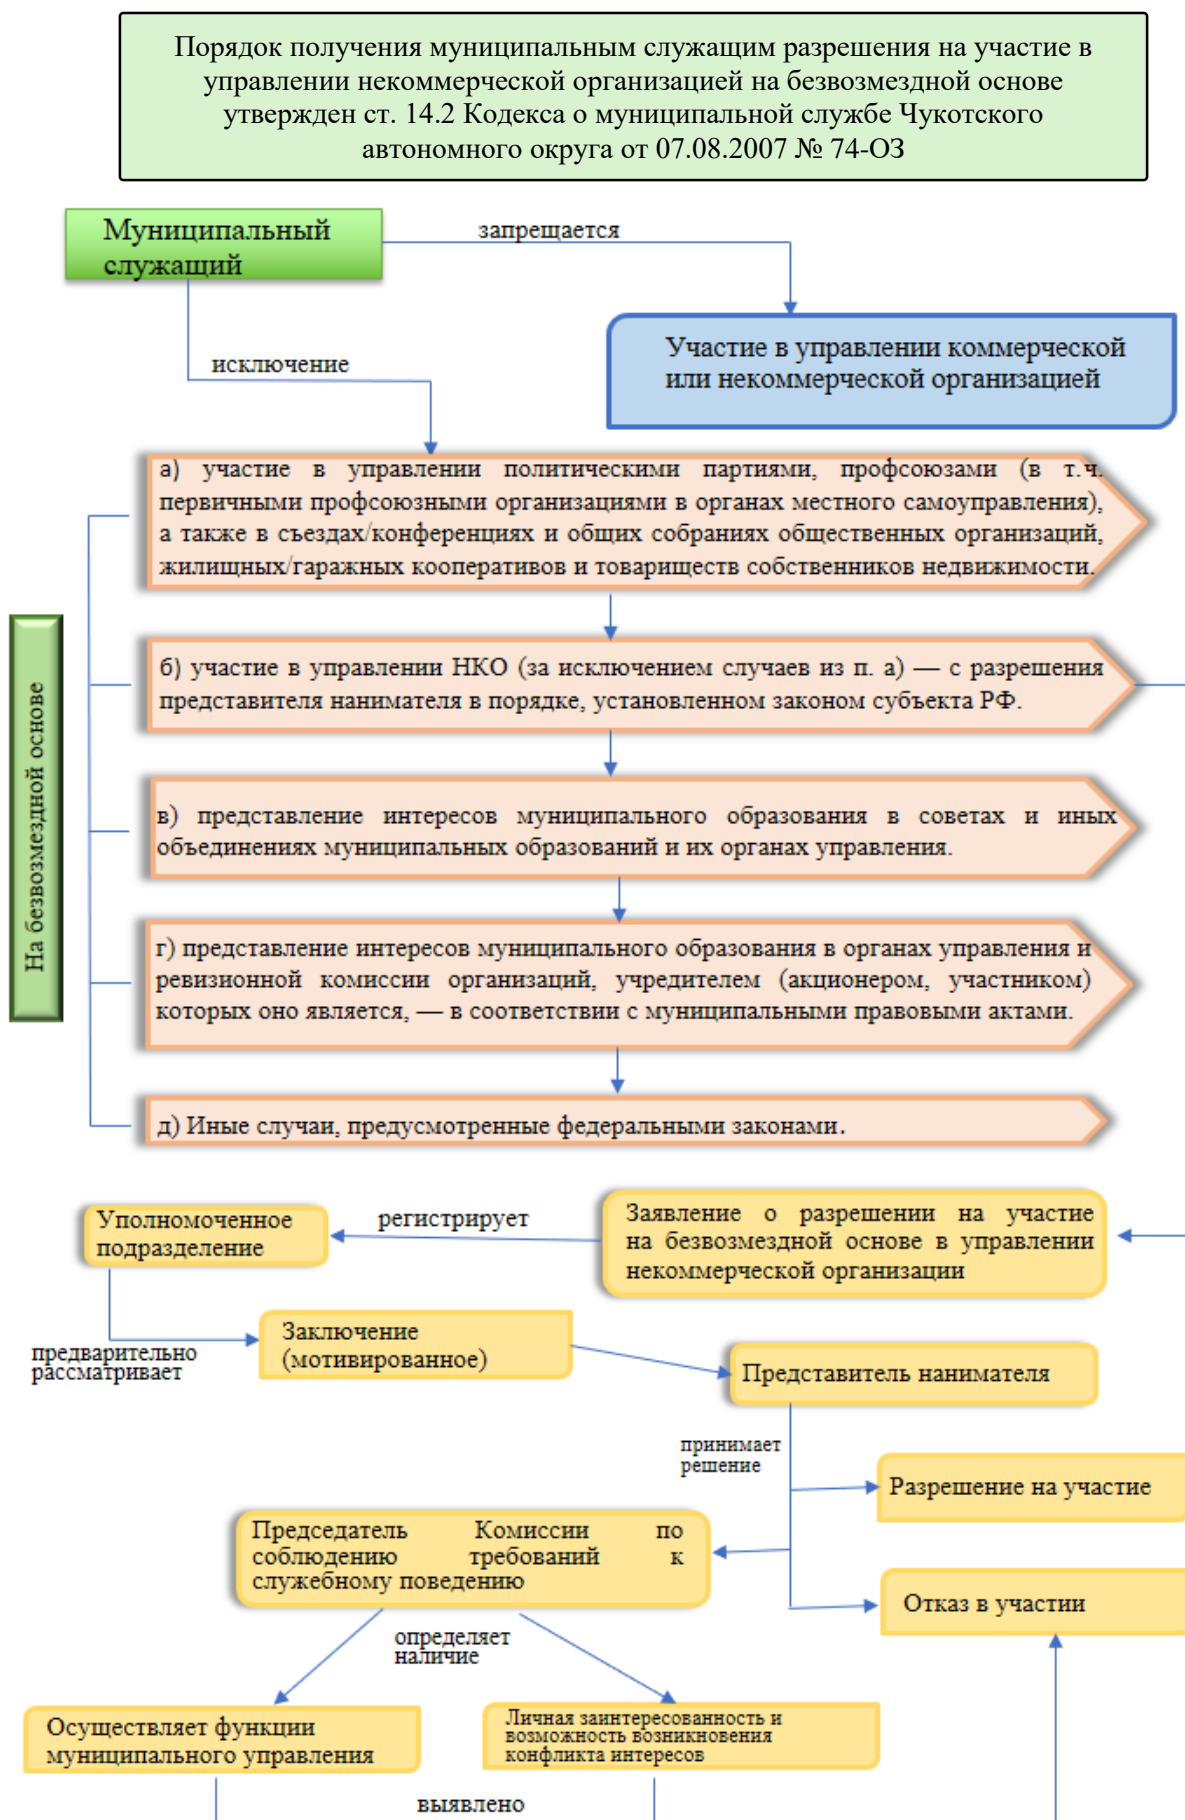 Порядок получения муниципальным служащим разрешения на участие в
управлении некоммерческой организацией на безвозмездной основе
утвержден ст. 14.2 Кодекса о муниципальной службе Чукотского
автономного округа от 07.08.2007 № 74-ОЗ
Муниципальный
служащий
запрещается
Участие в управлении коммерческой
или некоммерческой организацией
исключение
На безвозмездной основе
а) участие в управлении политическими партиями, профсоюзами (в т.ч.
первичными профсоюзными организациями в органах местного самоуправления),
а также в съездах/конференциях и общих собраниях общественных организаций,
жилищных/гаражных кооперативов и товариществ собственников недвижимости.
б) участие в управлении НКО (за исключением случаев из п. а) — с разрешения
представителя нанимателя в порядке, установленном законом субъекта РФ.
в) представление интересов муниципального образования в советах и иных
объединениях муниципальных образований и их органах управления.
г) представление интересов муниципального образования в органах управления и
ревизионной комиссии организаций, учредителем (акционером, участником)
которых оно является, — в соответствии с муниципальными правовыми актами.
д) Иные случаи, предусмотренные федеральными законами.
Уполномоченное
подразделение
регистрирует
Заявление о разрешении на участие
на безвозмездной основе в управлении
некоммерческой организации
предварительно
рассматривает
Заключение
(мотивированное)
Представитель нанимателя
принимает
решение
Разрешение на участие
Председатель Комиссии по
соблюдению требований к
служебному поведению
Отказ в участии
определяет
наличие
Осуществляет функции
муниципального управления
Личная заинтересованность и
возможность возникновения
конфликта интересов
выявлено